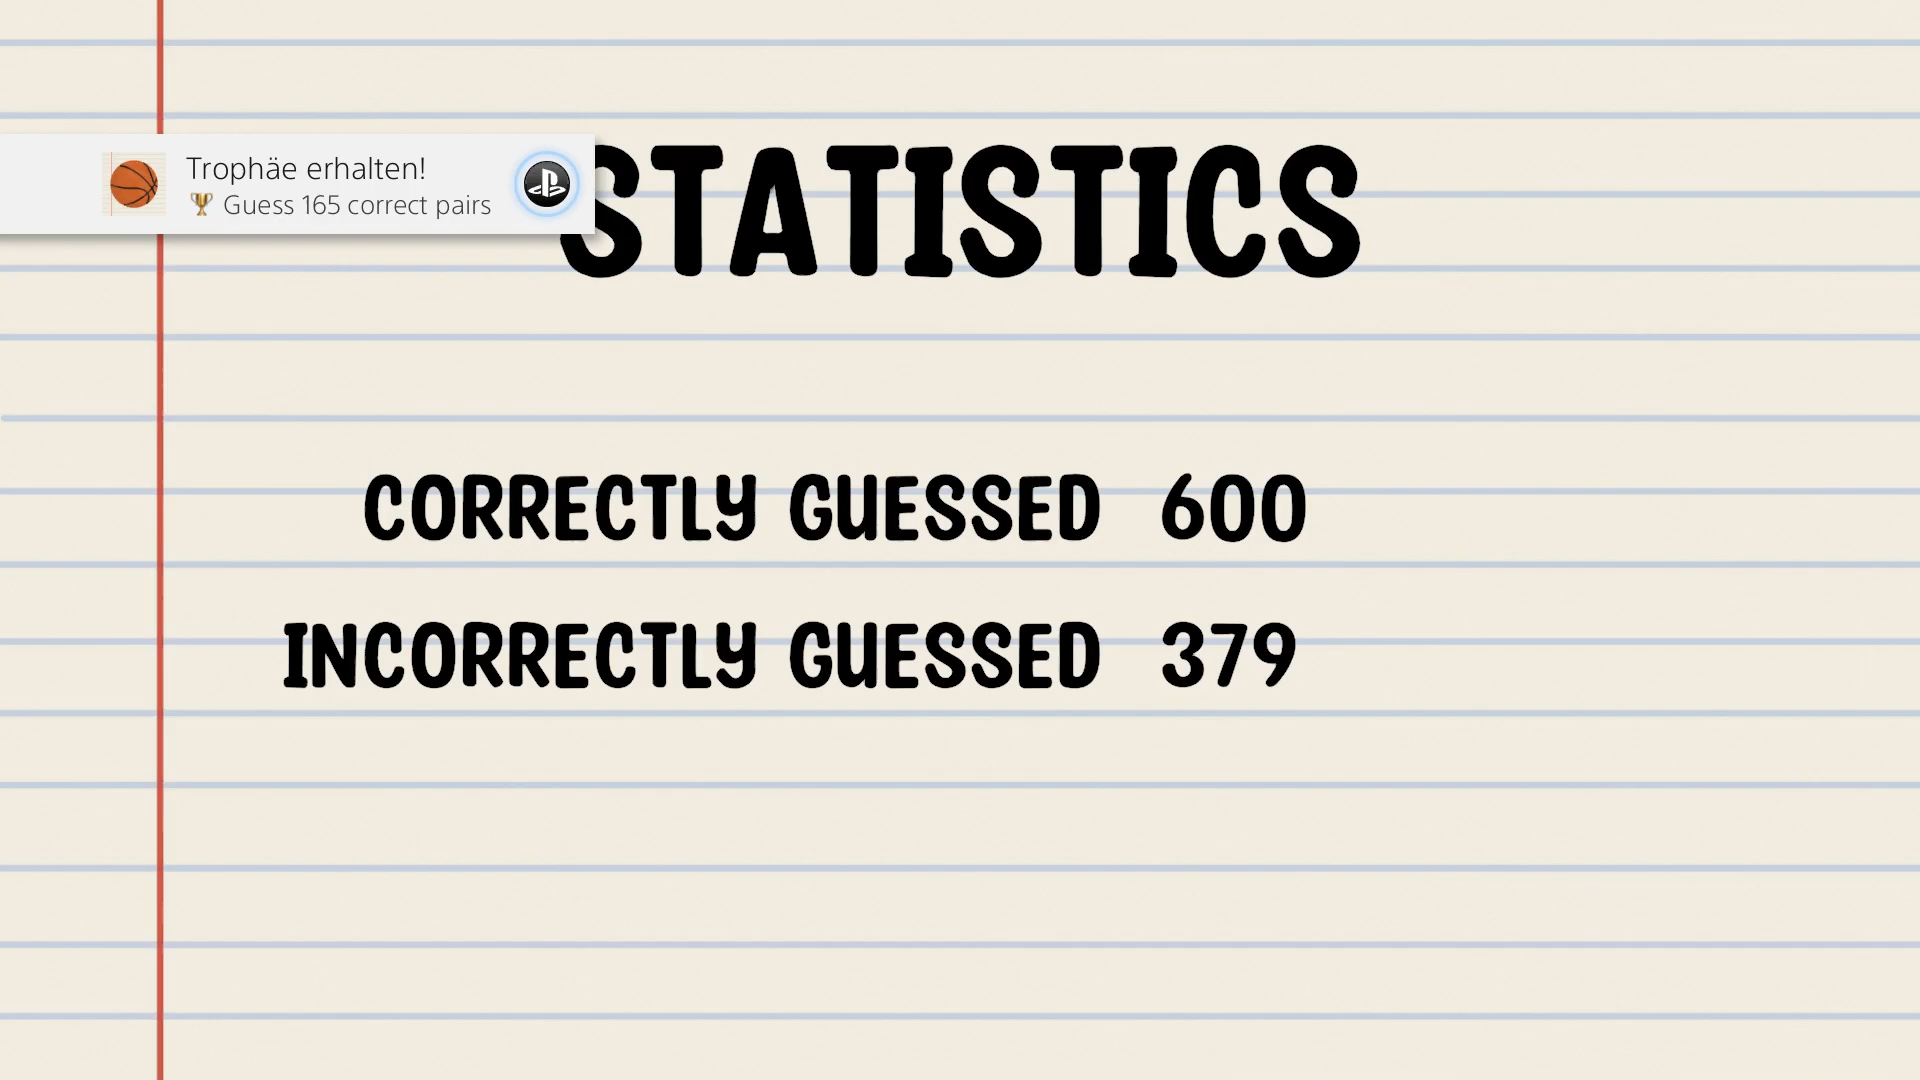 Trophäe erhalten!
Guess 165 correct pairs
STATISTICS
CORRECTLY GUESSED 600
INCORRECTLY GUESSED 379